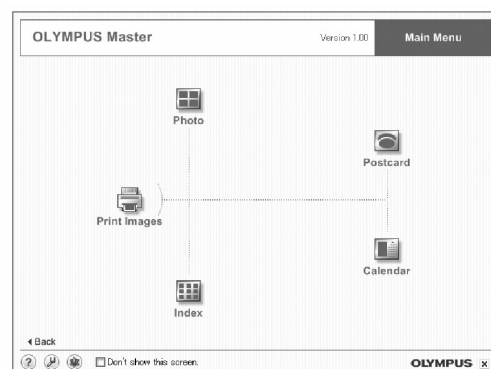 OLYMPUS Master
Version 1.00
Main Menu
Photo
Postcard
Print Images
Calendar
Index
Back
? Don't show this screen.
OLYMPUS x